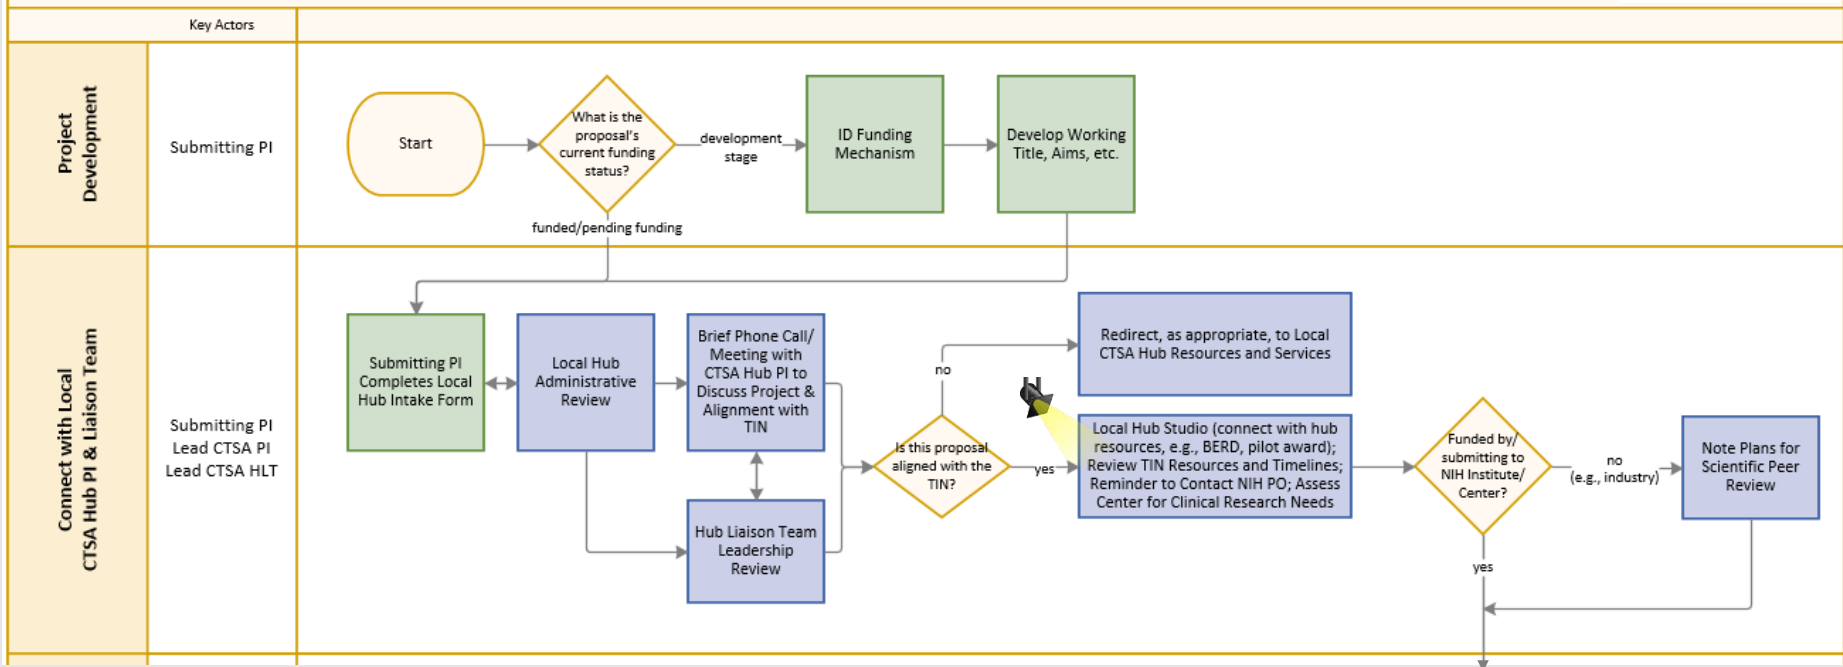 Key Actors
Project
Development
Submitting PI
Start
What is the
proposal's
current funding
status?
development
stage
ID Funding
Mechanism
Develop Working
Title, Aims, etc.
funded/pending funding
Connect with Local
CTSA Hub PI & Liaison Team
Submitting PI
Lead CTSA PI
Lead CTSA HLT
Submitting PI
Completes Local
Hub Intake Form
Local Hub
Administrative
Review
Brief Phone Call/
Meeting with
CTSA Hub PI to
Discuss Project &
Alignment with
TIN
Hub Liaison Team
Leadership
Review
Is this proposal
aligned with the
TIN?
no
Redirect, as appropriate, to Local
CTSA Hub Resources and Services
yes
Local Hub Studio (connect with hub
resources, e.g., BERD, pilot award);
Review TIN Resources and Timelines;
Reminder to Contact NIH PO; Assess
Center for Clinical Research Needs
Funded by/
submitting to
NIH Institute/
Center?
no
(e.g., industry)
Note Plans for
Scientific Peer
Review
yes